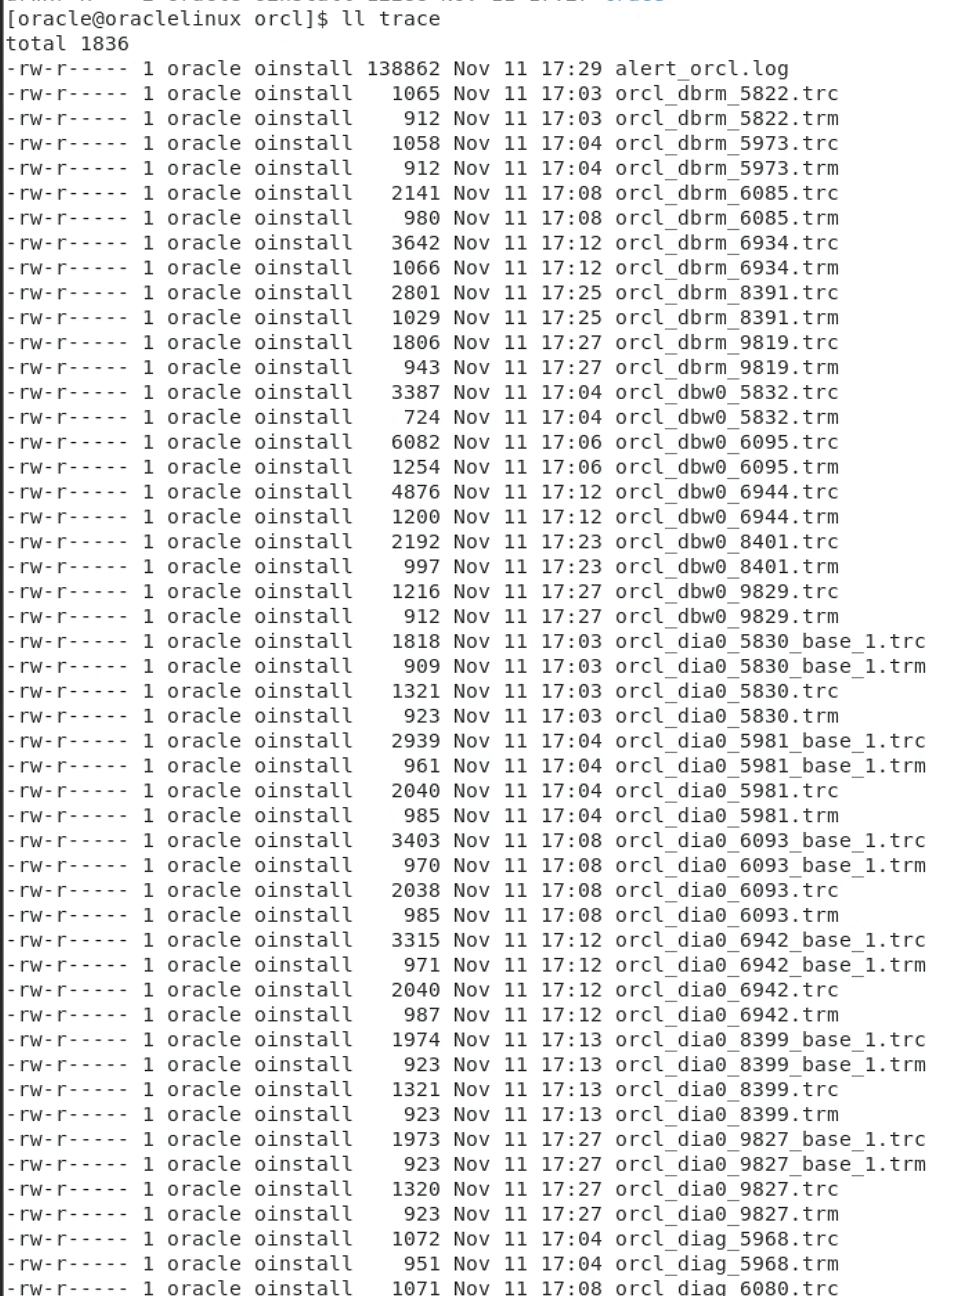 [oracle@oraclelinux orcl]$ ll trace
total 1836
-rw-r----- 1 oracle oinstall 138862 Nov 11 17:29 alert_orcl.log
-rw-r----- 1 oracle oinstall   1065 Nov 11 17:03 orcl_dbrm_5822.trc
-rw-r----- 1 oracle oinstall    912 Nov 11 17:03 orcl_dbrm_5822.trm
-rw-r----- 1 oracle oinstall   1058 Nov 11 17:04 orcl_dbrm_5973.trc
-rw-r----- 1 oracle oinstall    912 Nov 11 17:04 orcl_dbrm_5973.trm
-rw-r----- 1 oracle oinstall   2141 Nov 11 17:08 orcl_dbrm_6085.trc
-rw-r----- 1 oracle oinstall    980 Nov 11 17:08 orcl_dbrm_6085.trm
-rw-r----- 1 oracle oinstall   3642 Nov 11 17:12 orcl_dbrm_6934.trc
-rw-r----- 1 oracle oinstall   1066 Nov 11 17:12 orcl_dbrm_6934.trm
-rw-r----- 1 oracle oinstall   2801 Nov 11 17:25 orcl_dbrm_8391.trc
-rw-r----- 1 oracle oinstall   1029 Nov 11 17:25 orcl_dbrm_8391.trm
-rw-r----- 1 oracle oinstall   1806 Nov 11 17:27 orcl_dbrm_9819.trc
-rw-r----- 1 oracle oinstall    943 Nov 11 17:27 orcl_dbrm_9819.trm
-rw-r----- 1 oracle oinstall   3387 Nov 11 17:04 orcl_dbw0_5832.trc
-rw-r----- 1 oracle oinstall    724 Nov 11 17:04 orcl_dbw0_5832.trm
-rw-r----- 1 oracle oinstall   6082 Nov 11 17:06 orcl_dbw0_6095.trc
-rw-r----- 1 oracle oinstall   1254 Nov 11 17:06 orcl_dbw0_6095.trm
-rw-r----- 1 oracle oinstall   4876 Nov 11 17:12 orcl_dbw0_6944.trc
-rw-r----- 1 oracle oinstall   1200 Nov 11 17:12 orcl_dbw0_6944.trm
-rw-r----- 1 oracle oinstall   2192 Nov 11 17:23 orcl_dbw0_8401.trc
-rw-r----- 1 oracle oinstall    997 Nov 11 17:23 orcl_dbw0_8401.trm
-rw-r----- 1 oracle oinstall   1216 Nov 11 17:27 orcl_dbw0_9829.trc
-rw-r----- 1 oracle oinstall    912 Nov 11 17:27 orcl_dbw0_9829.trm
-rw-r----- 1 oracle oinstall   1818 Nov 11 17:03 orcl_dia0_5830_base_1.trc
-rw-r----- 1 oracle oinstall    909 Nov 11 17:03 orcl_dia0_5830_base_1.trm
-rw-r----- 1 oracle oinstall   1321 Nov 11 17:03 orcl_dia0_5830.trc
-rw-r----- 1 oracle oinstall    923 Nov 11 17:03 orcl_dia0_5830.trm
-rw-r----- 1 oracle oinstall   2939 Nov 11 17:04 orcl_dia0_5981_base_1.trc
-rw-r----- 1 oracle oinstall    961 Nov 11 17:04 orcl_dia0_5981_base_1.trm
-rw-r----- 1 oracle oinstall   2040 Nov 11 17:04 orcl_dia0_5981.trc
-rw-r----- 1 oracle oinstall    985 Nov 11 17:04 orcl_dia0_5981.trm
-rw-r----- 1 oracle oinstall   3403 Nov 11 17:08 orcl_dia0_6093_base_1.trc
-rw-r----- 1 oracle oinstall    970 Nov 11 17:08 orcl_dia0_6093_base_1.trm
-rw-r----- 1 oracle oinstall   2038 Nov 11 17:08 orcl_dia0_6093.trc
-rw-r----- 1 oracle oinstall    985 Nov 11 17:08 orcl_dia0_6093.trm
-rw-r----- 1 oracle oinstall   3315 Nov 11 17:12 orcl_dia0_6942_base_1.trc
-rw-r----- 1 oracle oinstall    971 Nov 11 17:12 orcl_dia0_6942_base_1.trm
-rw-r----- 1 oracle oinstall   2040 Nov 11 17:12 orcl_dia0_6942.trc
-rw-r----- 1 oracle oinstall    987 Nov 11 17:12 orcl_dia0_6942.trm
-rw-r----- 1 oracle oinstall   1974 Nov 11 17:13 orcl_dia0_8399_base_1.trc
-rw-r----- 1 oracle oinstall    923 Nov 11 17:13 orcl_dia0_8399_base_1.trm
-rw-r----- 1 oracle oinstall   1321 Nov 11 17:13 orcl_dia0_8399.trc
-rw-r----- 1 oracle oinstall    923 Nov 11 17:13 orcl_dia0_8399.trm
-rw-r----- 1 oracle oinstall   1973 Nov 11 17:27 orcl_dia0_9827_base_1.trc
-rw-r----- 1 oracle oinstall    923 Nov 11 17:27 orcl_dia0_9827_base_1.trm
-rw-r----- 1 oracle oinstall   1320 Nov 11 17:27 orcl_dia0_9827.trc
-rw-r----- 1 oracle oinstall    923 Nov 11 17:27 orcl_dia0_9827.trm
-rw-r----- 1 oracle oinstall   1072 Nov 11 17:04 orcl_diag_5968.trc
-rw-r----- 1 oracle oinstall    951 Nov 11 17:04 orcl_diag_5968.trm
-rw-r----- 1 oracle oinstall   1071 Nov 11 17:08 orcl_diag_6080.trc